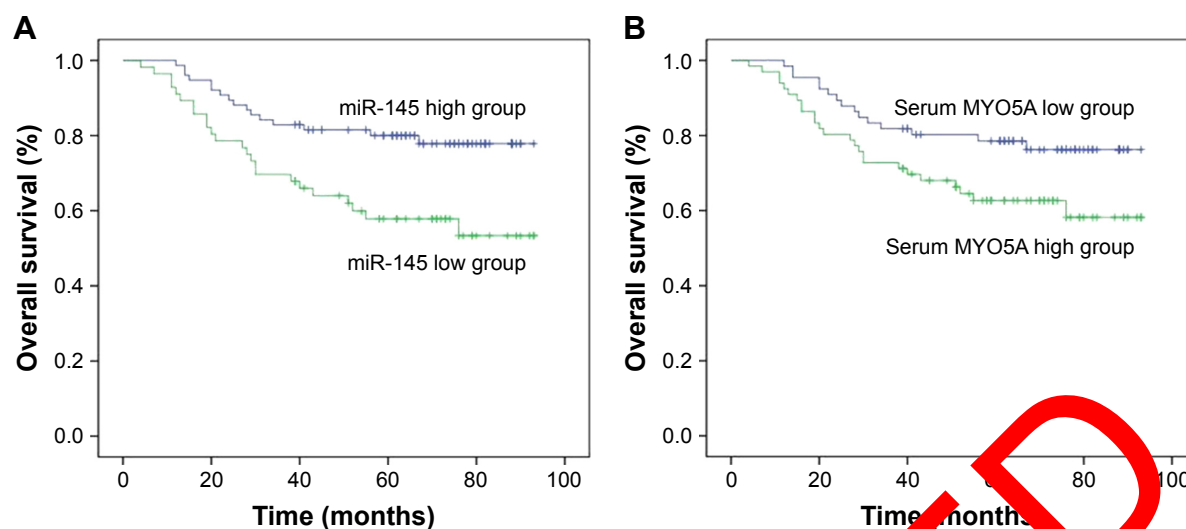 A
Overall survival (%)
1.0
0.8
0.6
0.4
0.2
0.0
miR-145 high group
miR-145 low group
0 20 40 60 80 100
Time (months)
B
Overall survival (%)
1.0
0.8
0.6
0.4
0.2
0.0
Serum MYO5A low group
Serum MYO5A high group
0 20 40 80 100
Time (months)